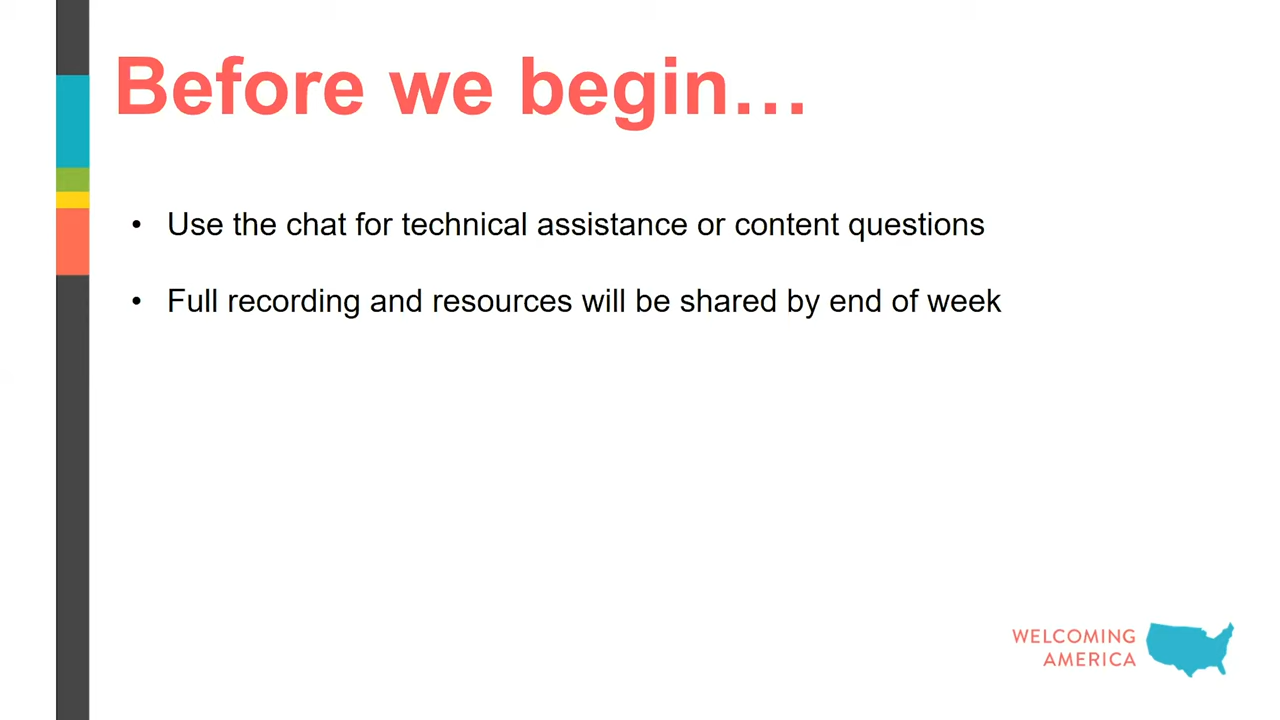 Before we begin…
• Use the chat for technical assistance or content questions
• Full recording and resources will be shared by end of week
WELCOMING
AMERICA